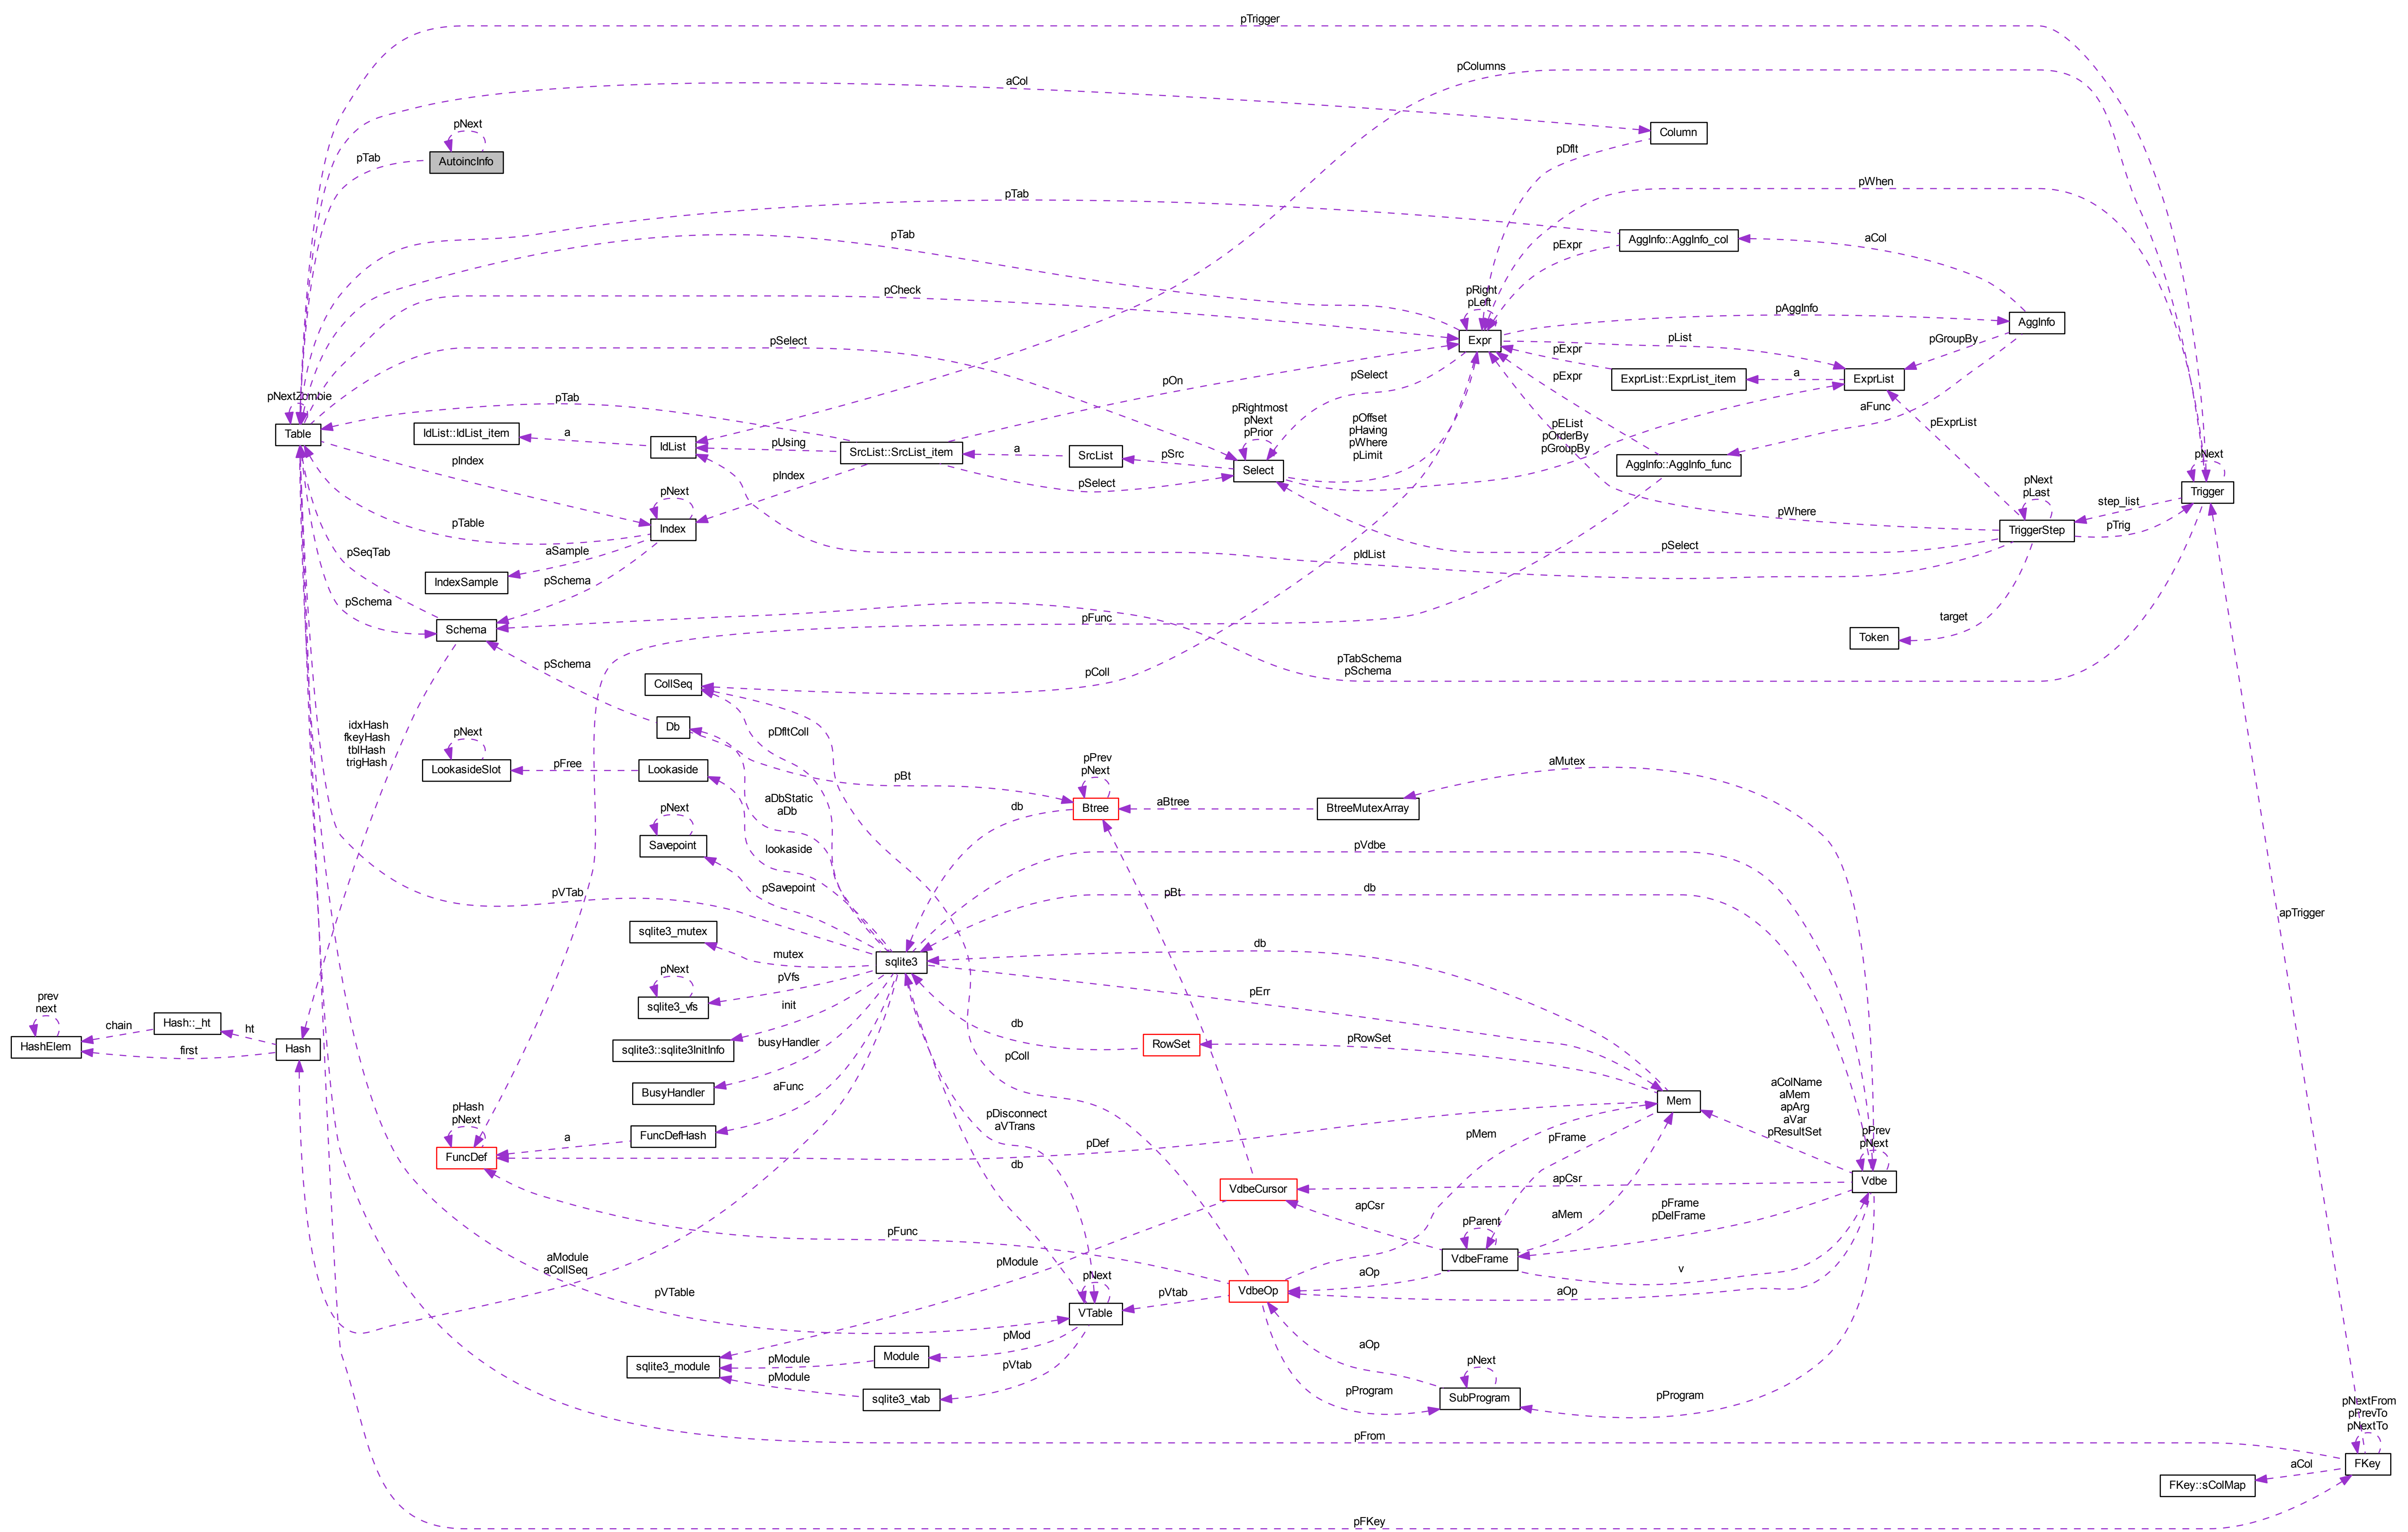 pTrigger
pColumns
aCol
pNext
AutoincInfo
pTab
Column
pDflt
pWhen
pTab
pTab
AggInfo::AggInfo_col
aCol
pExpr
pCheck
pRight
pLeft
Expr
pAggInfo
AggInfo
pSelect
pList
pGroupBy
pOn
pSelect
pExpr
ExprList::ExprList_item
a
ExprList
pExpr
aFunc
pNextZombie
Table
pTab
IdList::IdList_item
a
IdList
pUsing
SrcList::SrcList_item
a
SrcList
pSrc
pRightmost
pNext
pPrior
Select
pOffset
pHaving
pWhere
pLimit
pEList
pOrderBy
pGroupBy
AggInfo::AggInfo_func
pExprList
pNext
Trigger
pIndex
pIndex
pSelect
pNext
Index
pTable
aSample
IndexSample
pSchema
pSeqTab
pSchema
Schema
pWhere
pNext
pLast
TriggerStep
step_list
pTrig
pSelect
pIdList
target
Token
pFunc
pTabSchema
pSchema
pSchema
pColl
CollSeq
Db
pDfltColl
idxHash
fkeyHash
tblHash
trigHash
pNext
LookasideSlot
pFree
Lookaside
pBt
pPrev
pNext
Btree
aBtree
BtreeMutexArray
aMutex
aDbStatic
aDb
db
pNext
Savepoint
lookaside
pVdbe
pSavepoint
pVTab
pBt
db
apTrigger
sqlite3_mutex
mutex
sqlite3
db
pNext
sqlite3_vfs
pVfs
pErr
init
sqlite3::sqlite3InitInfo
busyHandler
BusyHandler
prev
next
HashElem
chain
Hash::_ht
ht
first
Hash
db
RowSet
pRowSet
pColl
aFunc
FuncDefHash
a
pHash
pNext
FuncDef
pDisconnect
aVTrans
db
pDef
pMem
pFrame
Mem
aColName
aMem
apArg
aVar
pResultSet
pPrev
pNext
Vdbe
VdbeCursor
apCsr
apCsr
pParent
VdbeFrame
aMem
pFrame
pDelFrame
pFunc
pModule
aModule
aCollSeq
pVTable
pNext
VTable
pVtab
VdbeOp
aOp
v
aOp
pMod
sqlite3_module
pModule
Module
pModule
pVtab
sqlite3_vtab
aOp
pProgram
pNext
SubProgram
pProgram
pFrom
pNextFrom
pPrevTo
pNextTo
FKey
aCol
FKey::sColMap
pFKey